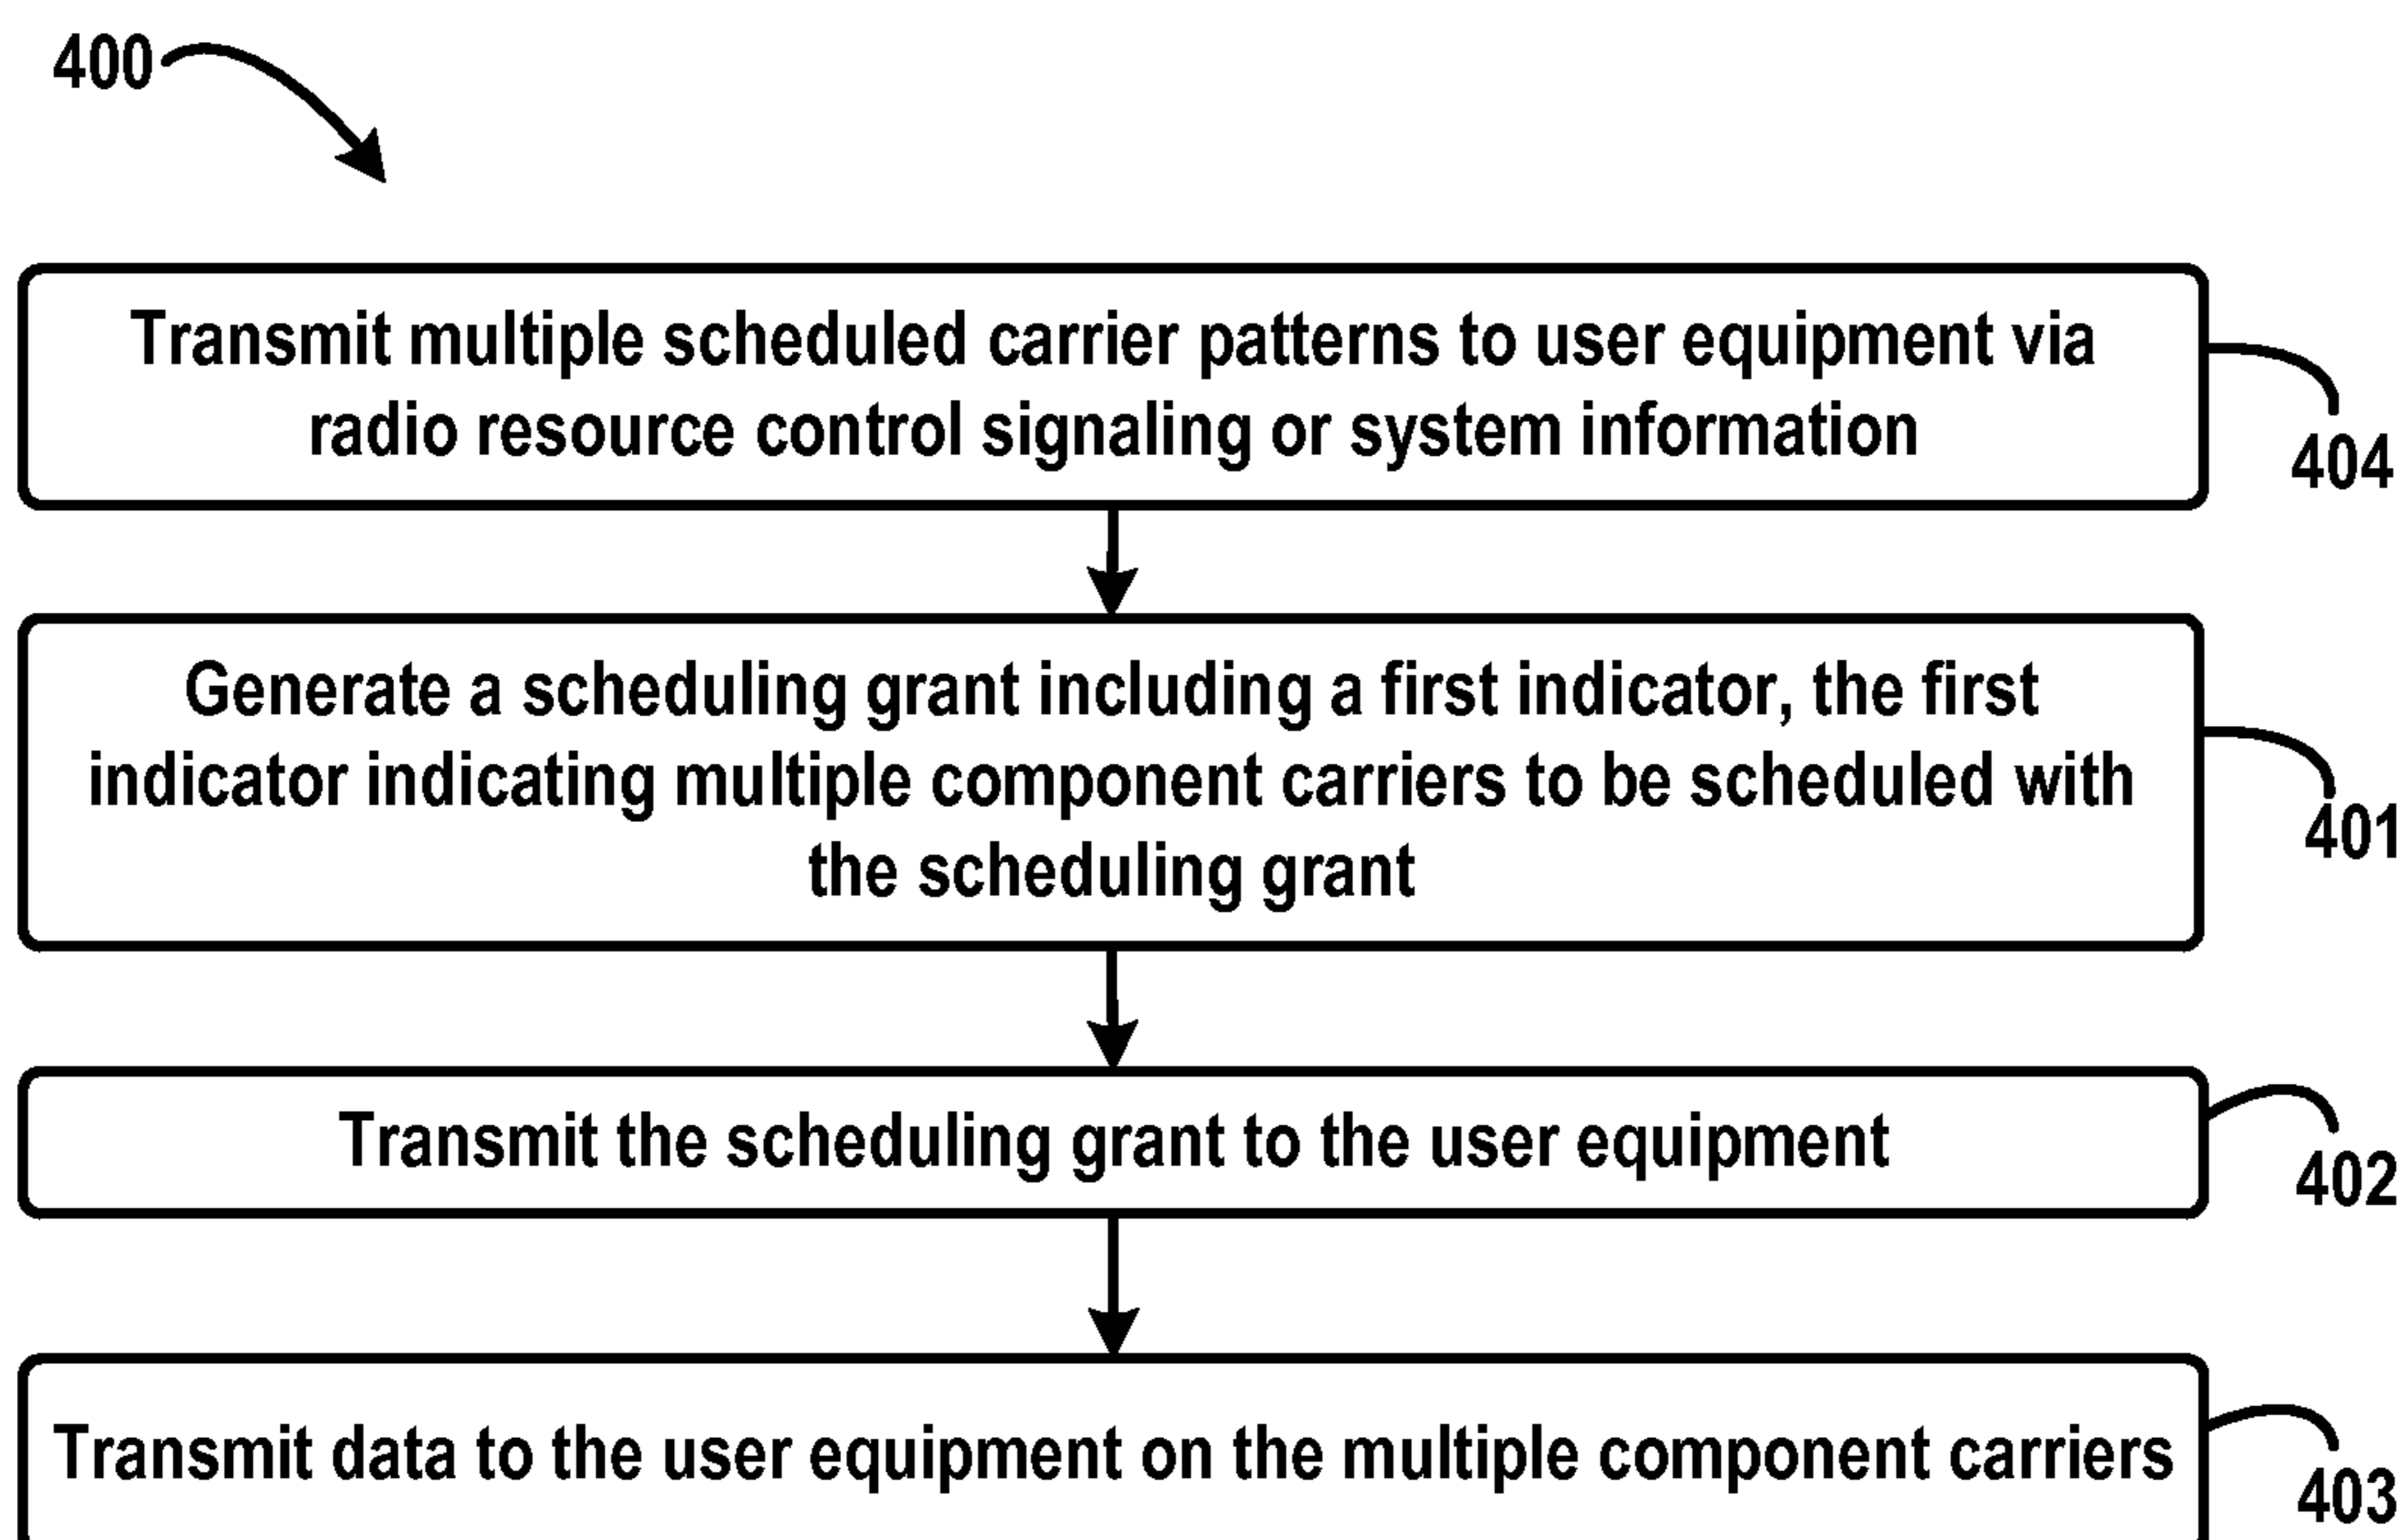 400
Transmit multiple scheduled carrier patterns to user equipment via
radio resource control signaling or system information
404
Generate a scheduling grant including a first indicator, the first
indicator indicating multiple component carriers to be scheduled with
the scheduling grant
401
Transmit the scheduling grant to the user equipment
402
Transmit data to the user equipment on the multiple component carriers
403